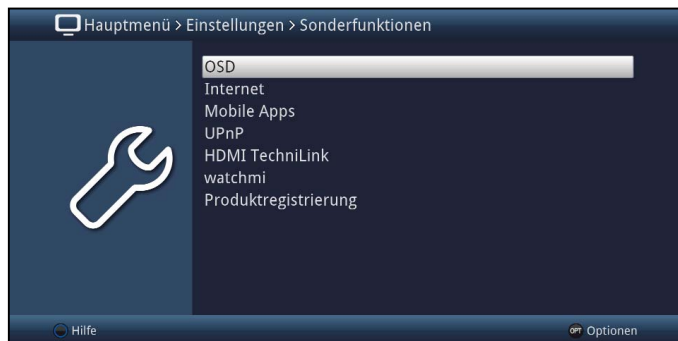 Hauptmenü > Einstellungen > Sonderfunktionen
OSD
Internet
Mobile Apps
UPnP
HDMI TechniLink
watchmi
Produktregistrierung
Hilfe
OPT Optionen